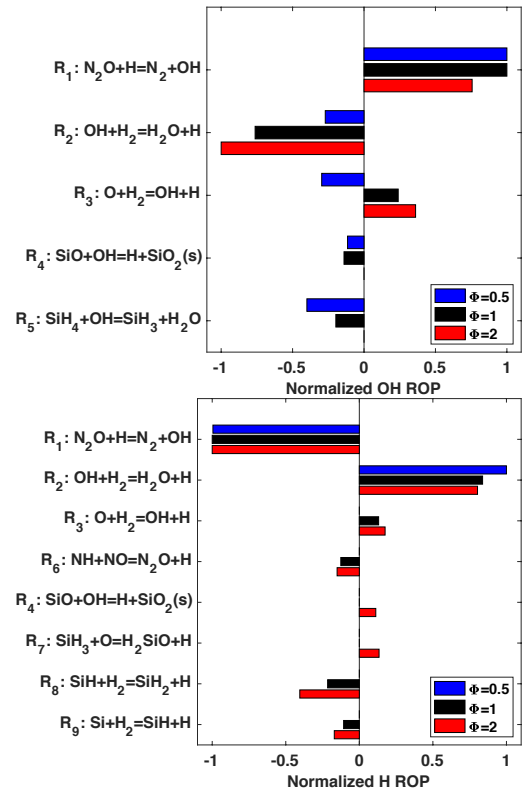 R₁: N₂O+H=N₂+OH
R₂: OH+H₂=H₂O+H
R₃: O+H₂=OH+H
R₄: SiO+OH=H+SiO₂(s)
R₅: SiH₄+OH=SiH₃+H₂O
Φ=0.5
Φ=1
Φ=2
-1 -0.5 0 0.5 1
Normalized OH ROP
R₁: N₂O+H=N₂+OH
R₂: OH+H₂=H₂O+H
R₃: O+H₂=OH+H
R₆: NH+NO=N₂O+H
R₄: SiO+OH=H+SiO₂(s)
R₇: SiH₃+O=H₂SiO+H
R₈: SiH+H₂=SiH₂+H
R₉: Si+H₂=SiH+H
Φ=0.5
Φ=1
Φ=2
-1 -0.5 0 0.5 1
Normalized H ROP